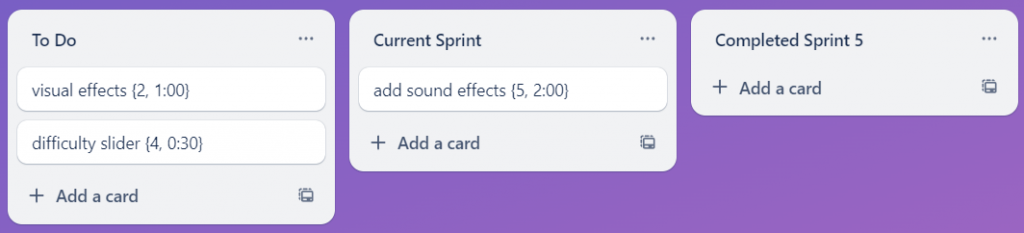 To Do
visual effects {2, 1:00}
difficulty slider {4, 0:30}
Add a card
Current Sprint
add sound effects {5, 2:00}
Add a card
Completed Sprint 5
Add a card